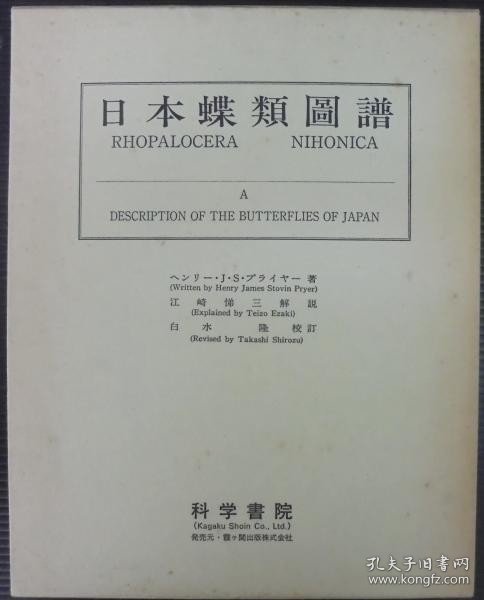 日本蝶類圖譜
RHOPALOCERA NIHONICA
A
DESCRIPTION OF THE BUTTERFLIES OF JAPAN
ヘンリー・J・S・プライヤー 著
(Written by Henry James Stovin Pryer)
江崎悌三 解説
(Explained by Teizo Ezaki)
白水隆 校訂
(Revised by Takashi Shirozu)
科学書院
(Kagaku Shoin Co., Ltd.)
発売元・霞ヶ関出版株式会社
孔夫子旧书网
www.kongfz.com